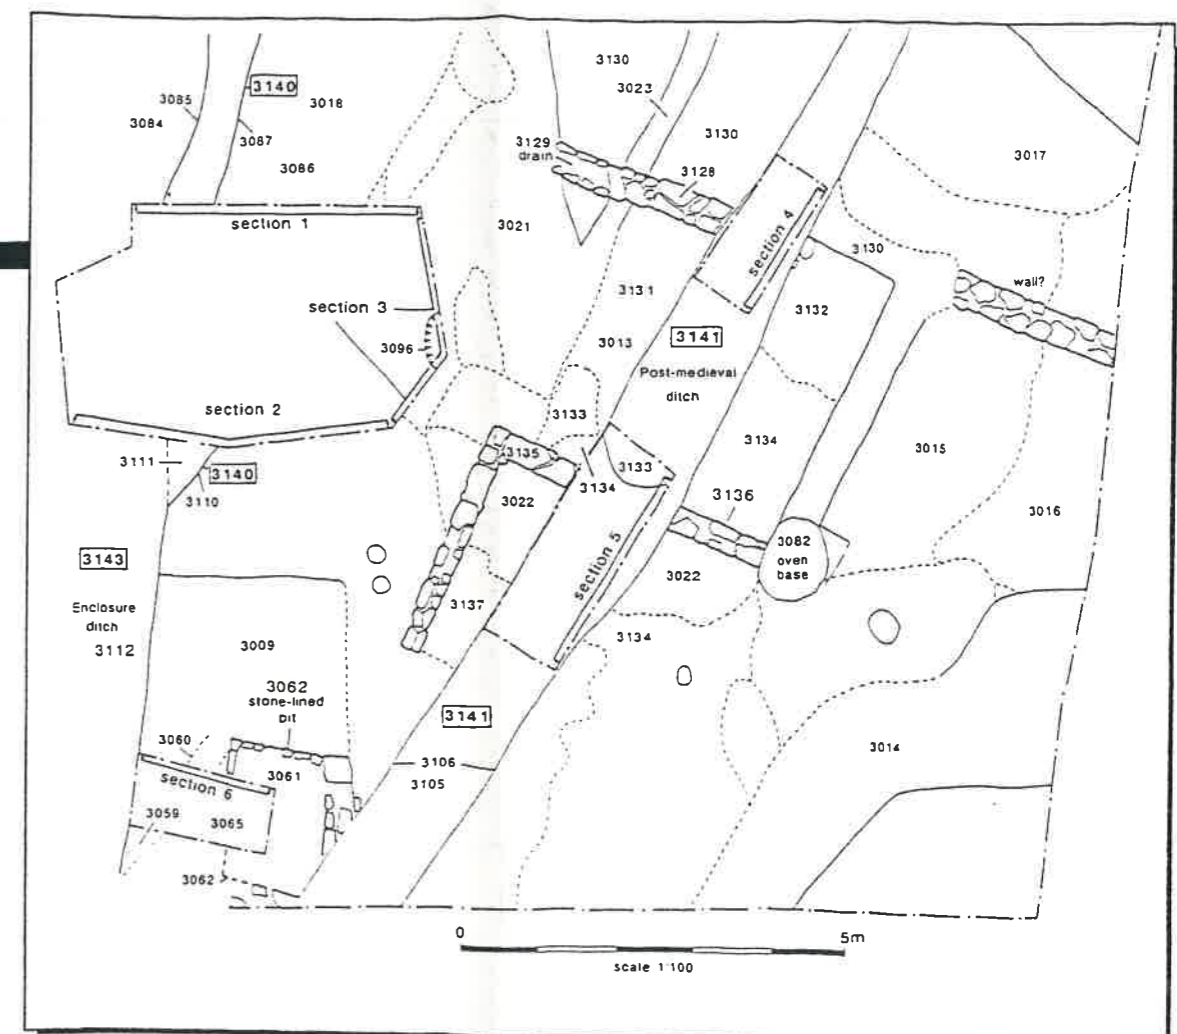 3130
3140
3085
3018
3023
3084
3087
3130
3129
drain
3017
3086
3128
section 1
3021
section 4
3130
wall?
section 3
3131
3132
3096
3013
3141
Post-medieval
ditch
section 2
3133
3134
3135
3133
3015
3111
3140
3134
3110
3022
3136
3016
3082
oven
base
3143
section 5
3022
Enclosure
ditch
3112
3137
3134
3009
3062
stone-lined
pit
3141
3060
3014
3061
3106
section 6
3105
3059
3065
3062
0
5m
scale 1:100